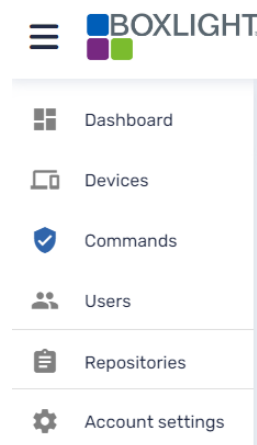 BOXLIGHT
Dashboard
Devices
Commands
Users
Repositories
Account settings